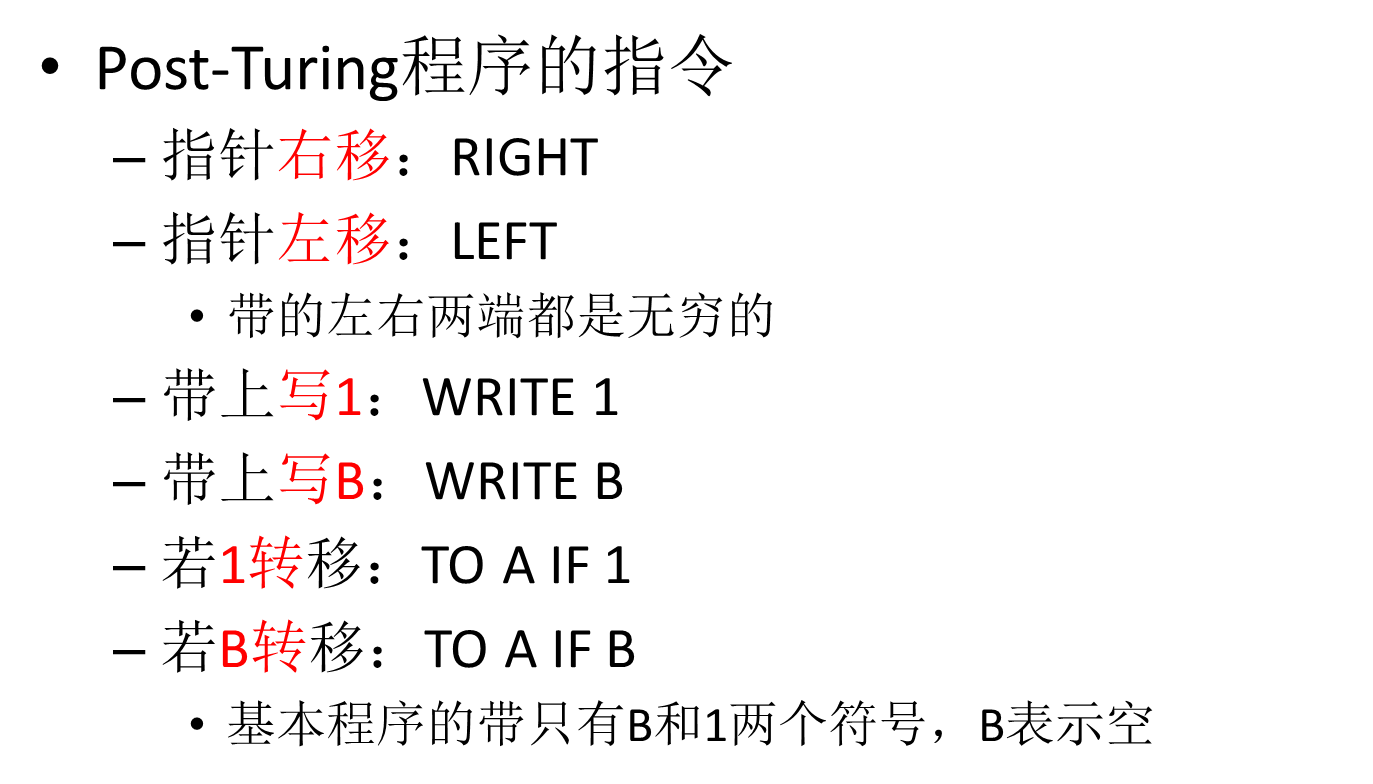 • Post-Turing程序的指令
– 指针右移：RIGHT
– 指针左移：LEFT
• 带的左右两端都是无穷的
– 带上写1：WRITE 1
– 带上写B：WRITE B
– 若1转移：TO A IF 1
– 若B转移：TO A IF B
• 基本程序的带只有B和1两个符号，B表示空